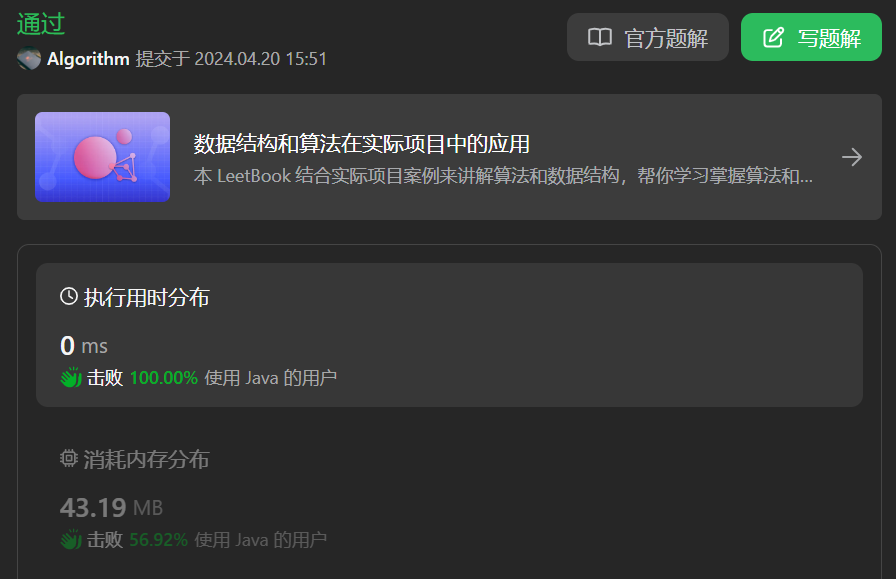 通过
官方题解
写题解
Algorithm 提交于 2024.04.20 15:51
数据结构和算法在实际项目中的应用
本 LeetBook 结合实际项目案例来讲解算法和数据结构，帮你学习掌握算法和...
执行用时分布
0 ms
击败 100.00% 使用 Java 的用户
消耗内存分布
43.19 MB
击败 56.92% 使用 Java 的用户